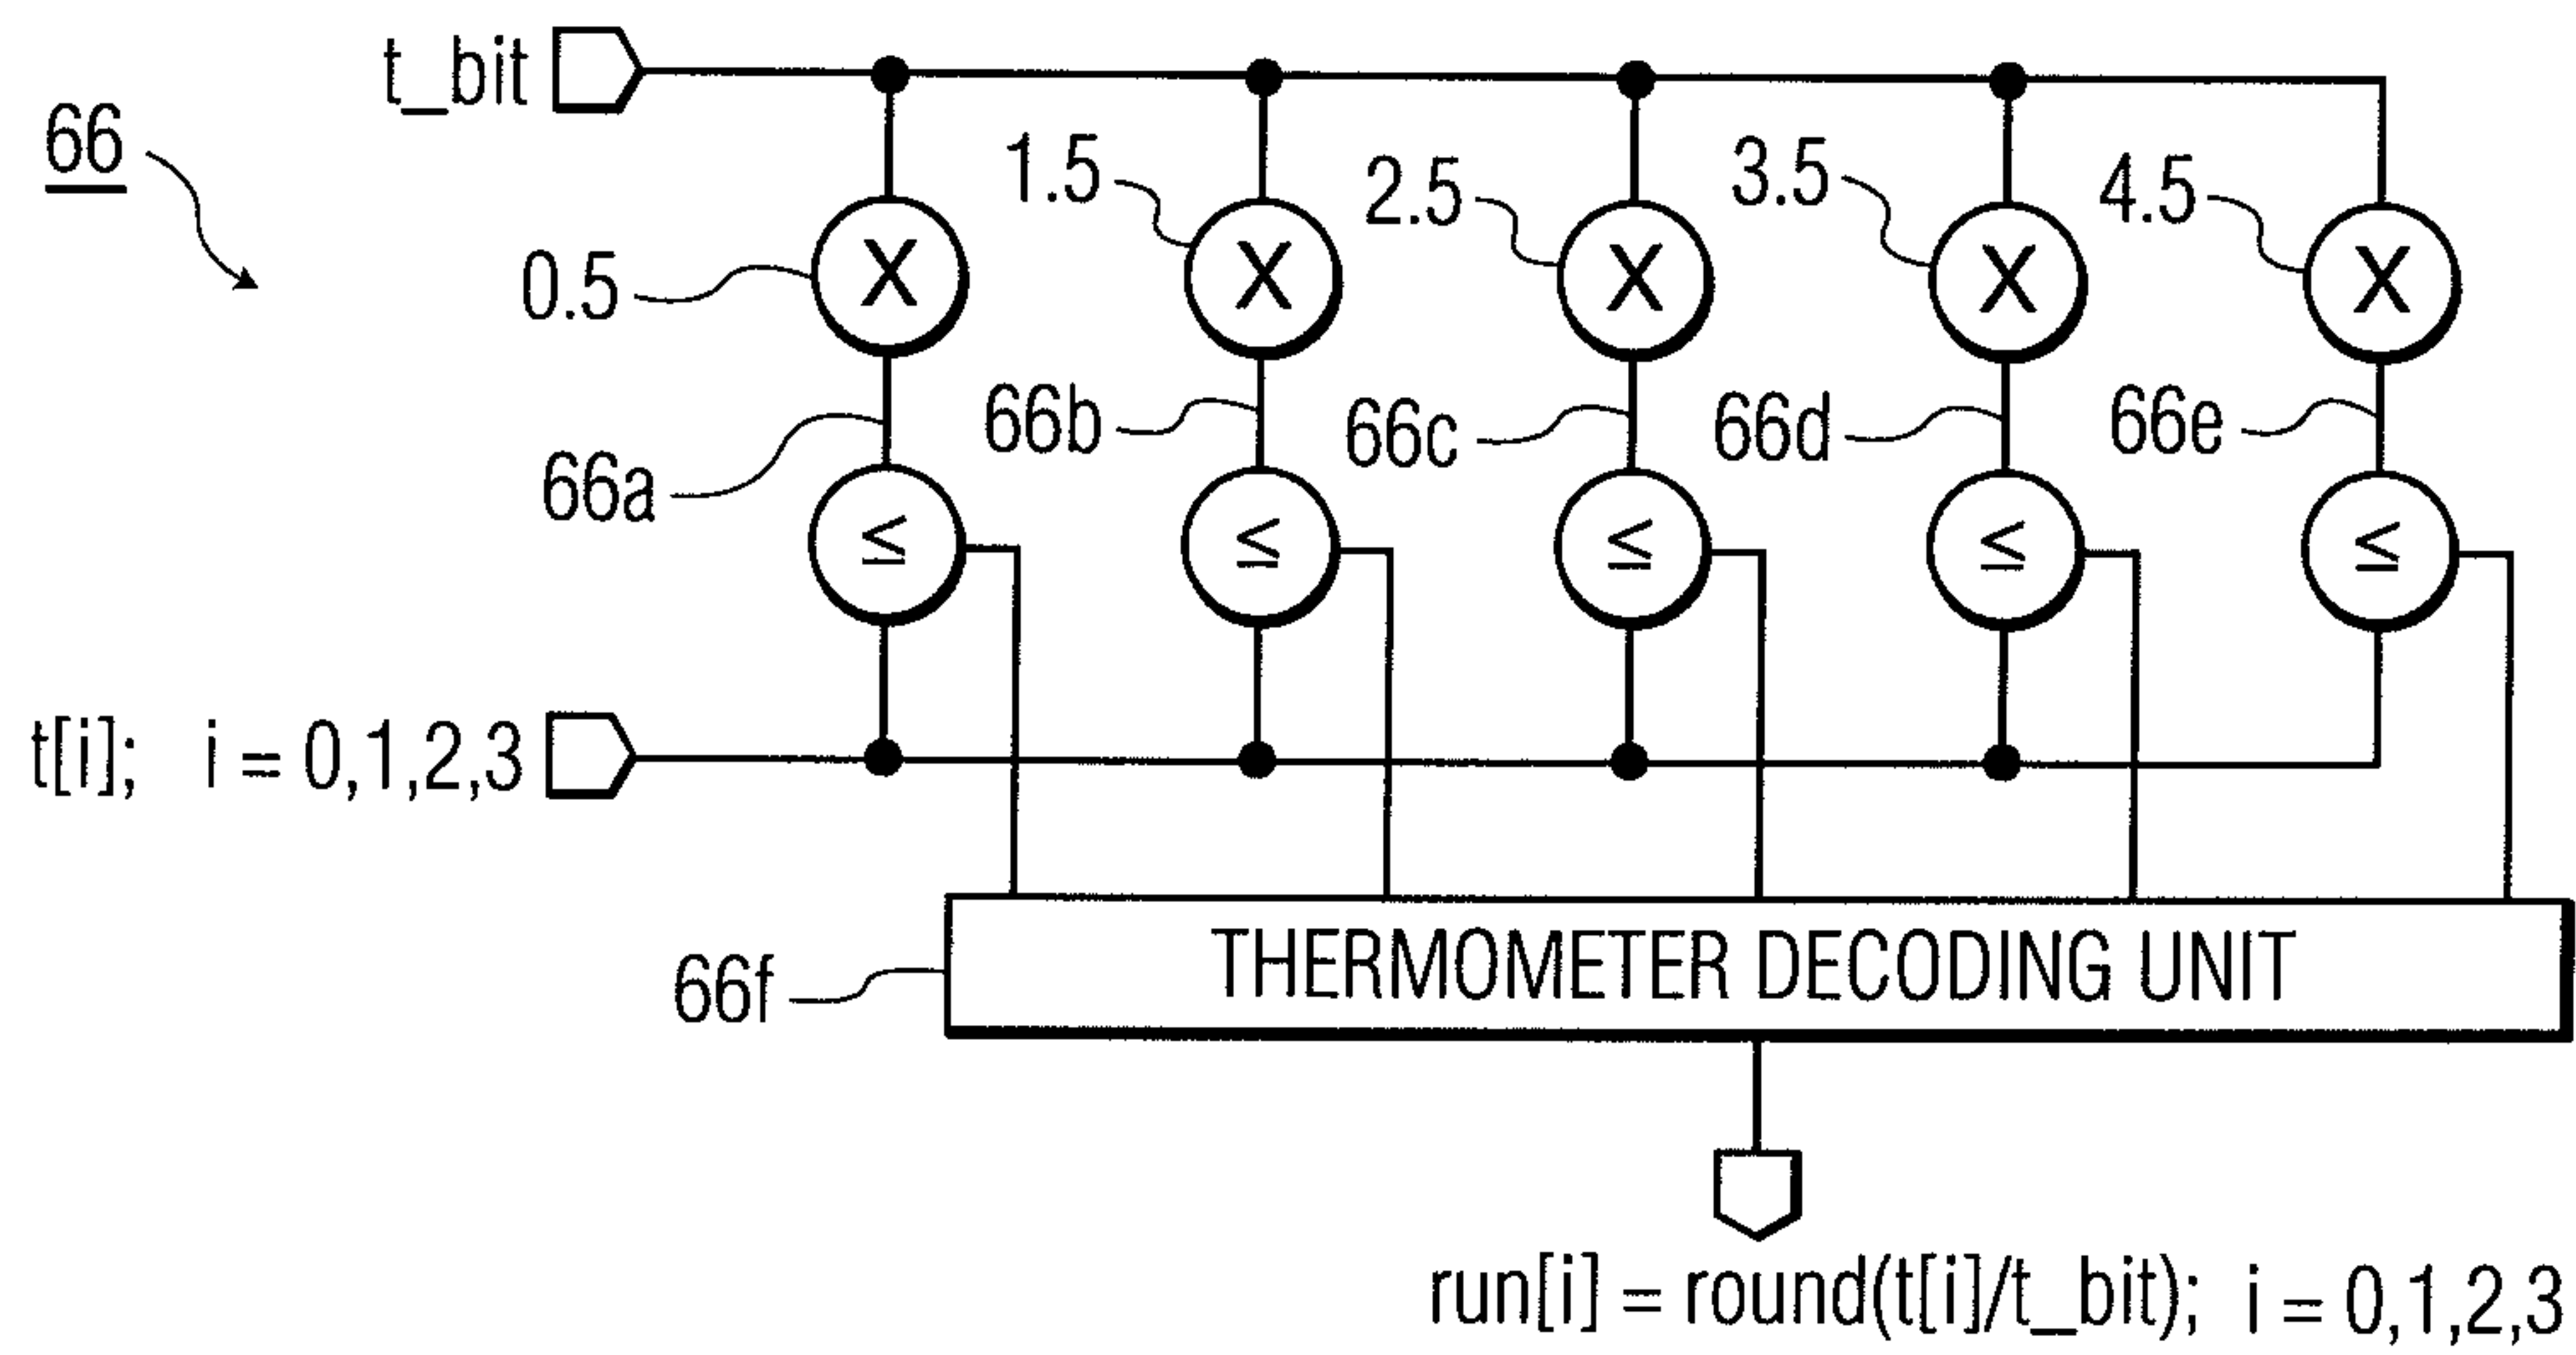 t_bit
66
1.5
2.5
3.5
4.5
0.5
X X X X X
66a
66b
66c
66d
66e
≤ ≤ ≤ ≤ ≤
t[i]; i = 0,1,2,3
THERMOMETER DECODING UNIT
66f
run[i] = round(t[i]/t_bit); i = 0,1,2,3